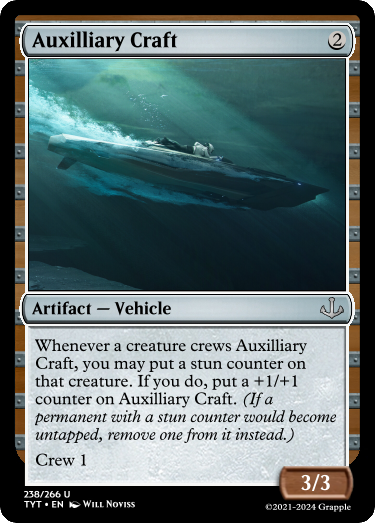 Auxilliary Craft 2
Artifact — Vehicle
Whenever a creature crews Auxilliary
Craft, you may put a stun counter on
that creature. If you do, put a +1/+1
counter on Auxilliary Craft. (If a
permanent with a stun counter would become
untapped, remove one from it instead.)
Crew 1
3/3
238/266 U
TYT • EN Will Noviss
©2021-2024 Grapple